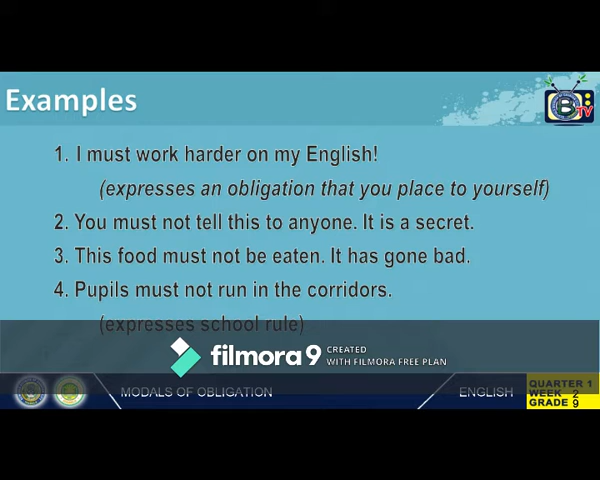 Examples
B TV
1. I must work harder on my English!
(expresses an obligation that you place to yourself)
2. You must not tell this to anyone. It is a secret.
3. This food must not be eaten. It has gone bad.
4. Pupils must not run in the corridors.
(expresses school rule)
filmora9 CREATED
WITH FILMORA FREE PLAN
MODALS OF OBLIGATION
ENGLISH
QUARTER 1
WEEK 2
GRADE 9